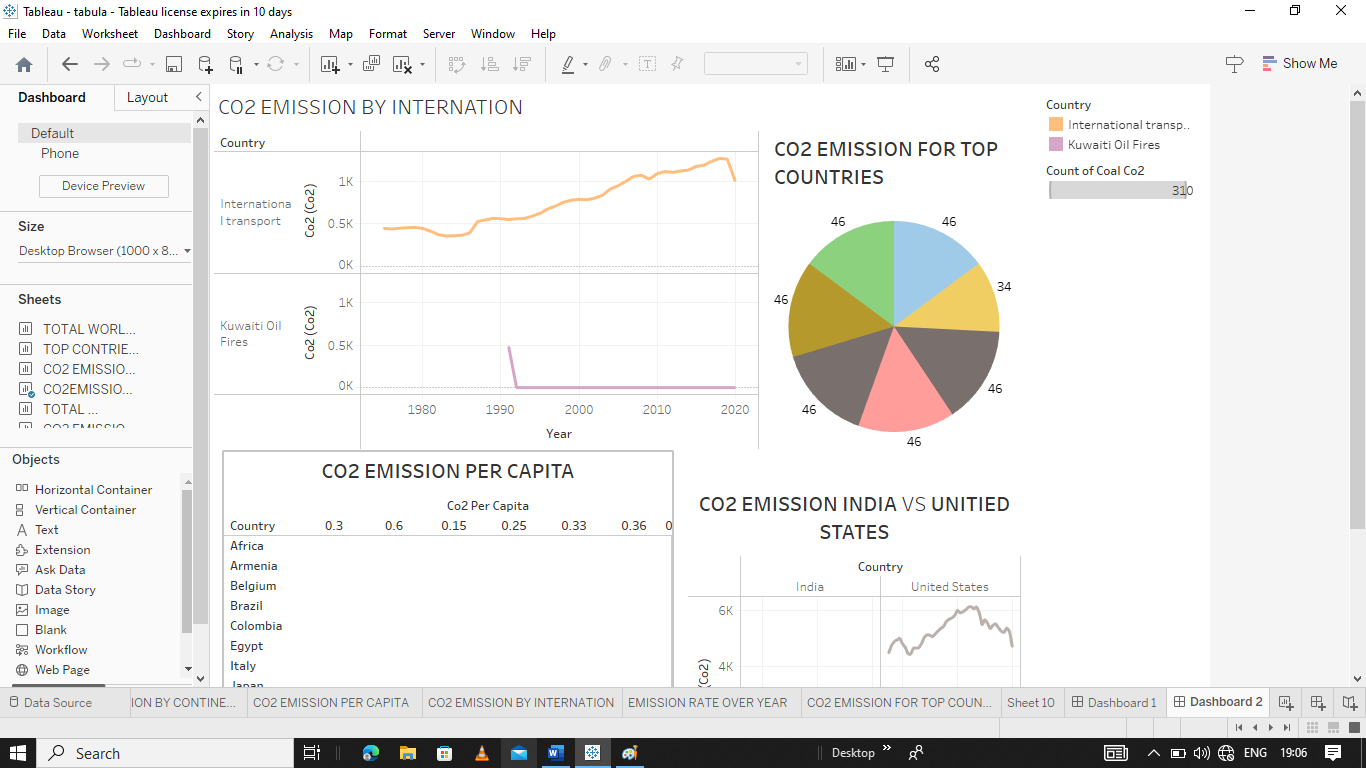 Tableau - tabula - Tableau license expires in 10 days
File Data Worksheet Dashboard Story Analysis Map Format Server Window Help
Show Me
Dashboard Layout
Default
Phone
Device Preview
Size
Desktop Browser (1000 x 8...
Sheets
TOTAL WORL...
TOP CONTRIE...
CO2 EMISSIO...
CO2EMISSIO...
TOTAL ...
CO2 EMISSIO
Objects
Horizontal Container
Vertical Container
Text
Extension
Ask Data
Data Story
Image
Blank
Workflow
Web Page
CO2 EMISSION BY INTERNATION
Country
Internationa
l transport
Co2 (Co2)
1K
0.5K
0K
Kuwaiti Oil
Fires
Co2 (Co2)
1K
0.5K
0K
1980 1990 2000 2010 2020
Year
CO2 EMISSION FOR TOP
COUNTRIES
46 46
34
46
46
46
46
Country
International transp..
Kuwaiti Oil Fires
Count of Coal Co2
310
CO2 EMISSION PER CAPITA
Co2 Per Capita
Country 0.3 0.6 0.15 0.25 0.33 0.36 0
Africa
Armenia
Belgium
Brazil
Colombia
Egypt
Italy
Japan
CO2 EMISSION INDIA VS UNITIED
STATES
Country
India United States
6K
4K
(Co2)
Data Source ION BY CONTINE... CO2 EMISSION PER CAPITA CO2 EMISSION BY INTERNATION EMISSION RATE OVER YEAR CO2 EMISSION FOR TOP COUN... Sheet 10 Dashboard 1 Dashboard 2
Search Desktop » ENG 19:06